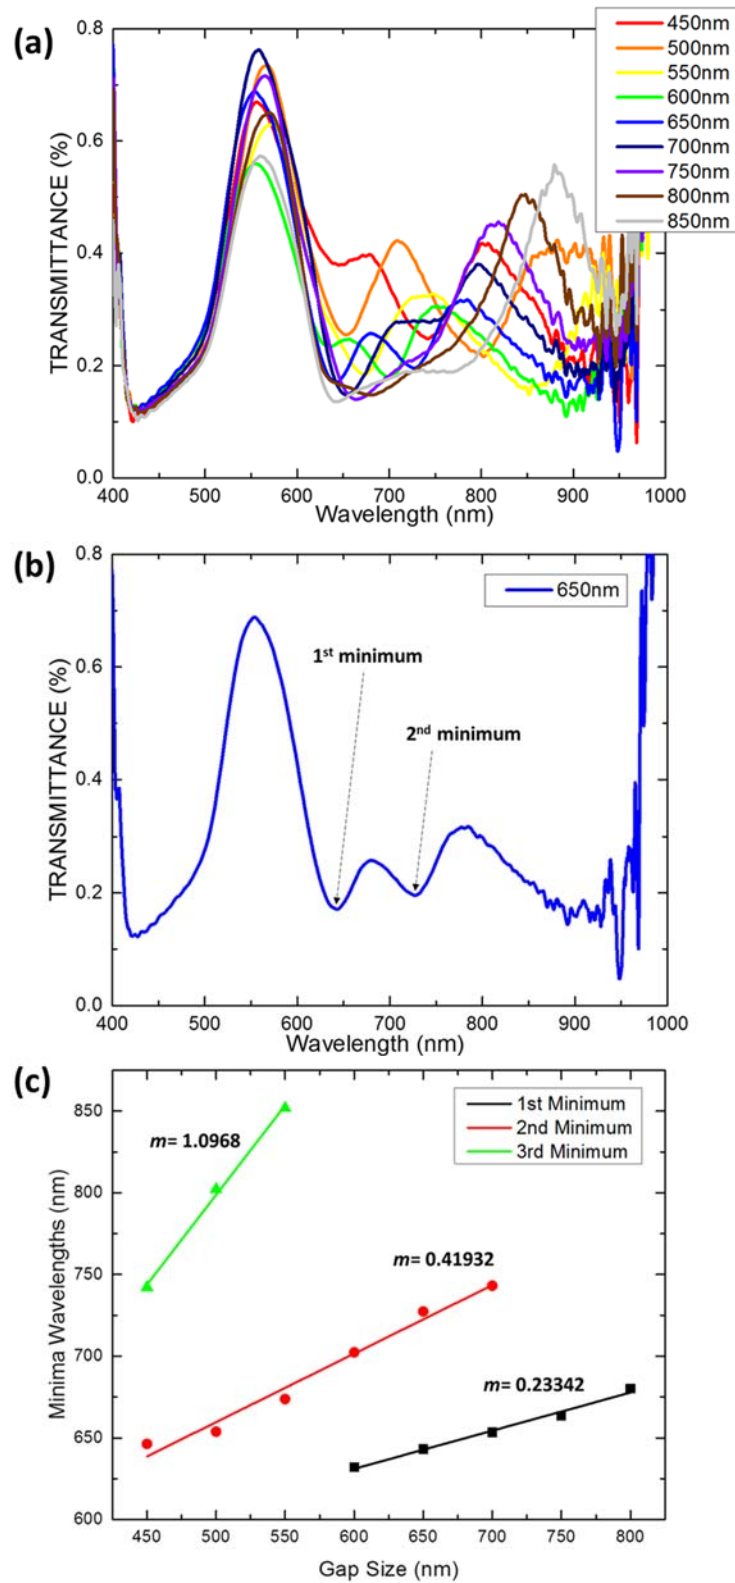 (a)
450nm
500nm
550nm
600nm
650nm
700nm
750nm
800nm
850nm
TRANSMITTANCE (%)
0.8
0.6
0.4
0.2
0.0
400 500 600 700 800 900 1000
Wavelength (nm)
(b)
650nm
1st minimum
2nd minimum
TRANSMITTANCE (%)
0.8
0.6
0.4
0.2
0.0
400 500 600 700 800 900 1000
Wavelength (nm)
(c)
1st Minimum
2nd Minimum
3rd Minimum
m= 1.0968
m= 0.41932
m= 0.23342
Minima Wavelengths (nm)
850
800
750
700
650
600
450 500 550 600 650 700 750 800
Gap Size (nm)